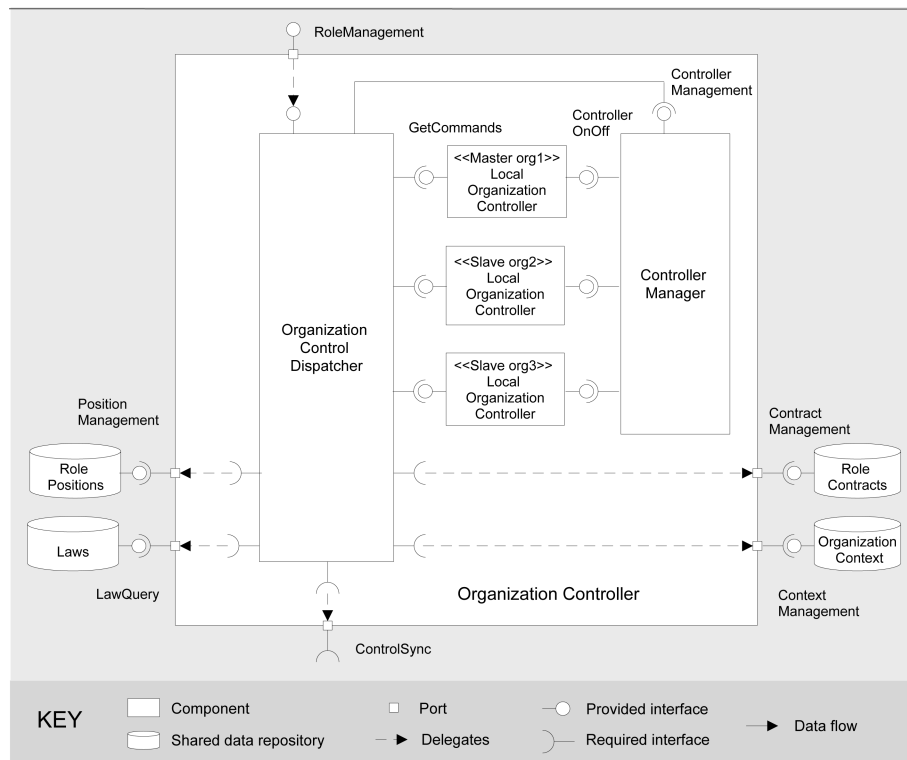 RoleManagement
Controller
Management
Controller
OnOff
GetCommands
<<Master org1>>
Local
Organization
Controller
<<Slave org2>>
Local
Organization
Controller
Controller
Manager
Organization
Control
Dispatcher
<<Slave org3>>
Local
Organization
Controller
Position
Management
Contract
Management
Role
Positions
Role
Contracts
Laws
Organization
Context
LawQuery
Organization Controller
Context
Management
ControlSync
KEY
Component
Port
Provided interface
Data flow
Shared data repository
Delegates
Required interface